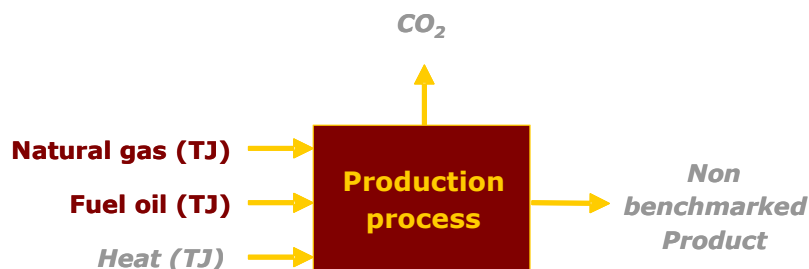 CO₂
Natural gas (TJ)
Fuel oil (TJ)
Heat (TJ)
Production
process
Non
benchmarked
Product